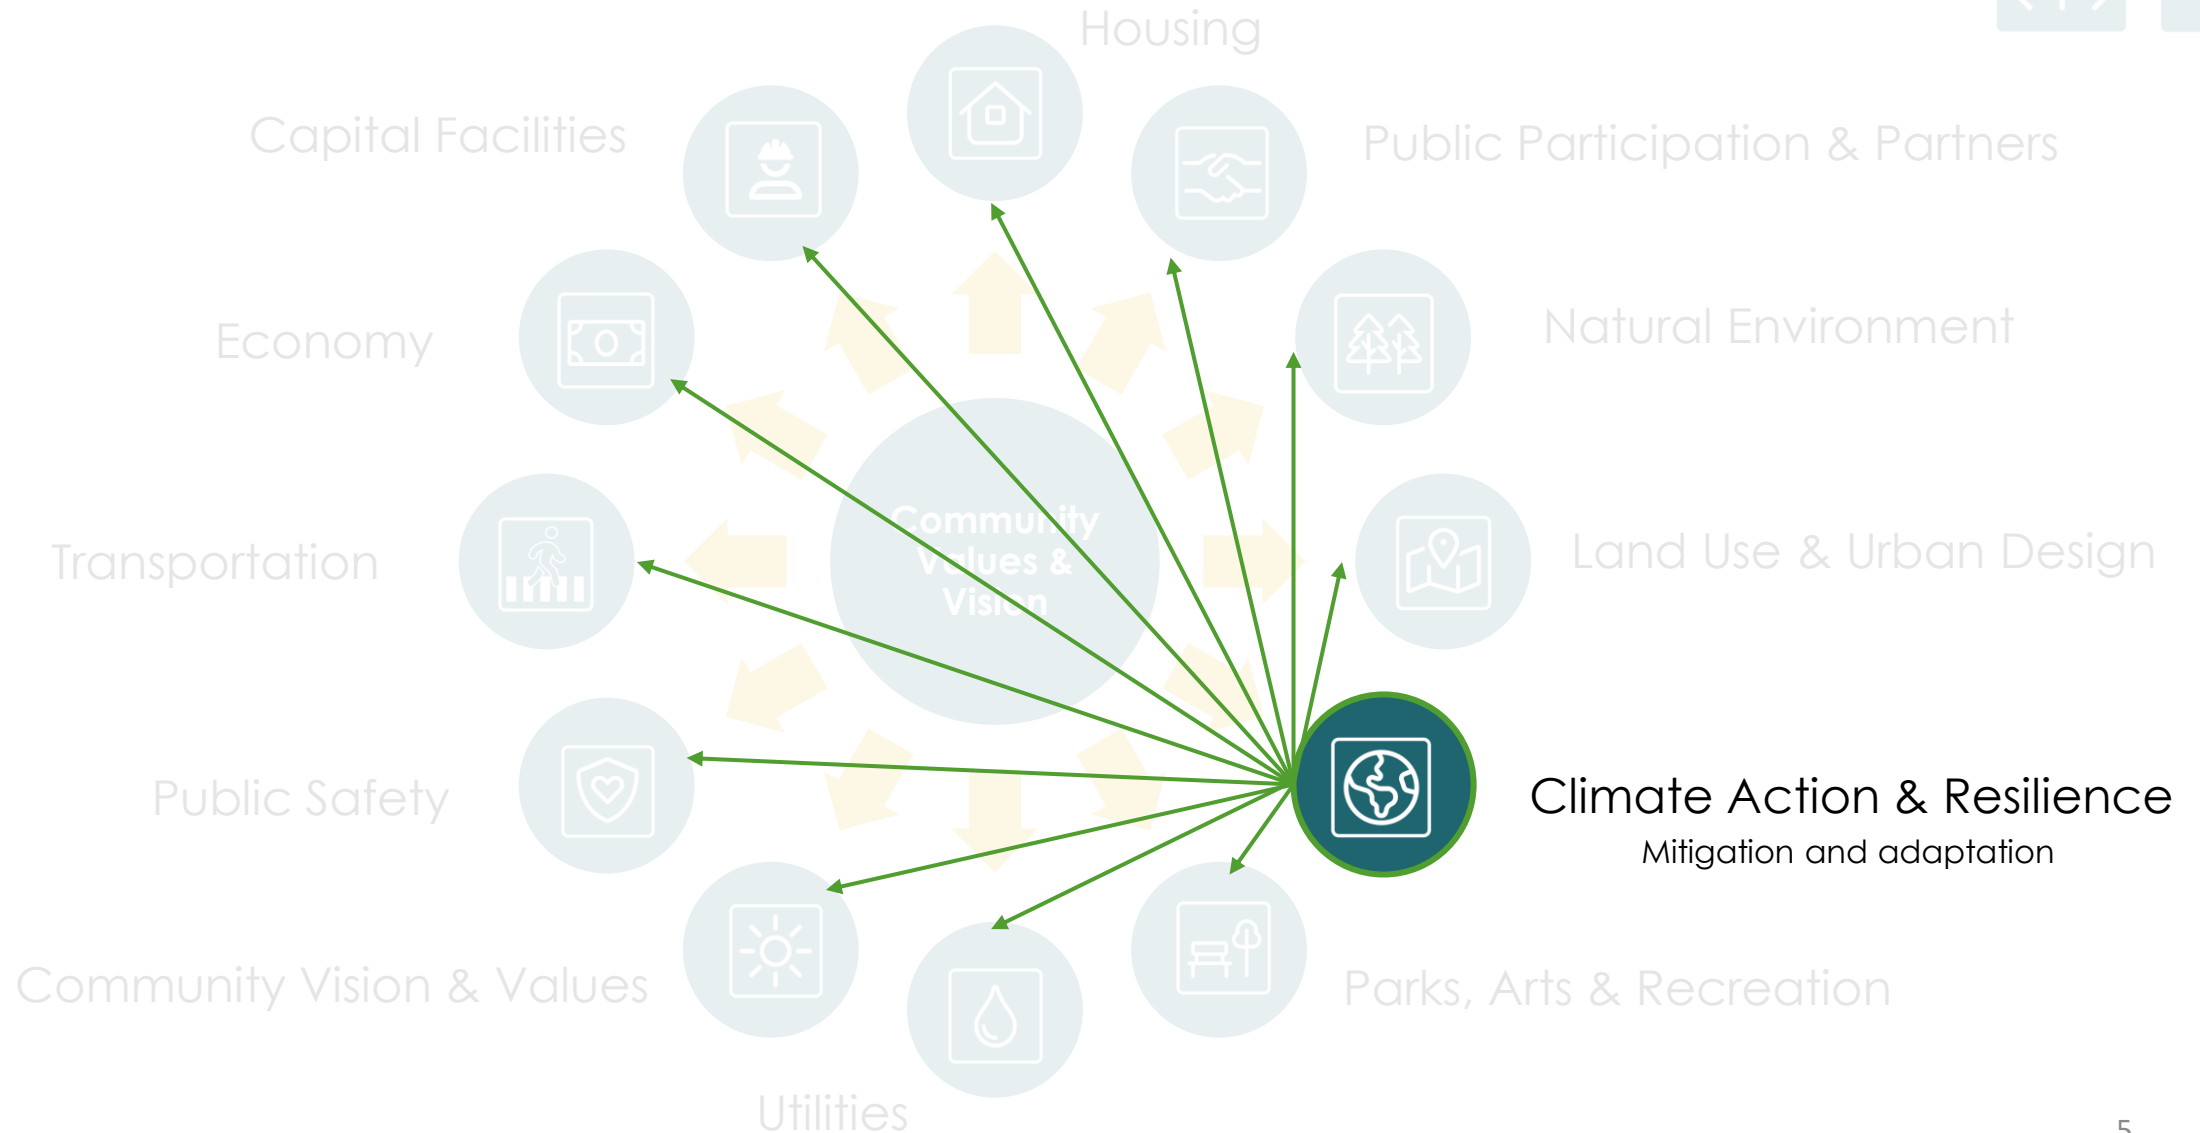 Housing
Capital Facilities
Public Participation & Partners
Economy
Natural Environment
Community
Values &
Vision
Transportation
Land Use & Urban Design
Public Safety
Climate Action & Resilience
Mitigation and adaptation
Community Vision & Values
Parks, Arts & Recreation
Utilities
5